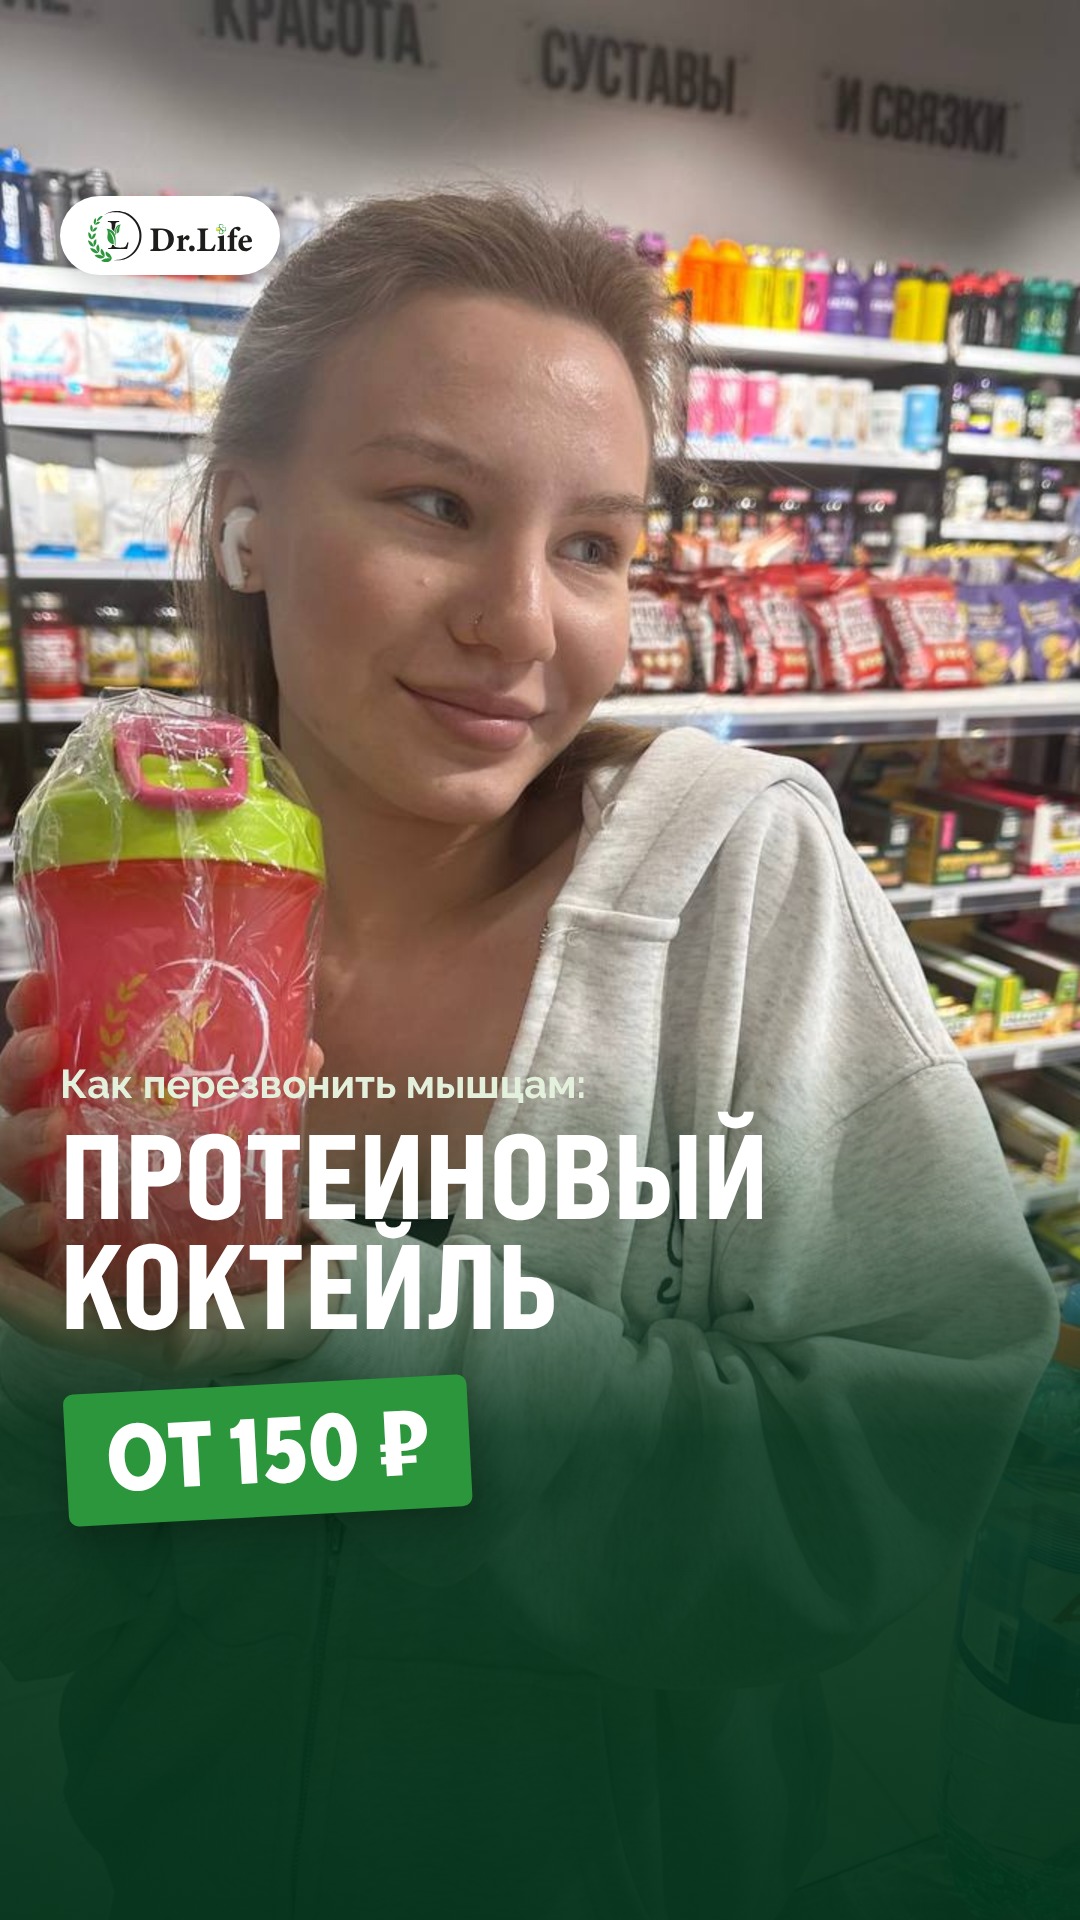 КРАСОТА
СУСТАВЫ
И СВЯЗКИ
Dr.Life
Как перезвонить мышцам:
ПРОТЕИНОВЫЙ
КОКТЕЙЛЬ
ОТ 150 ₽